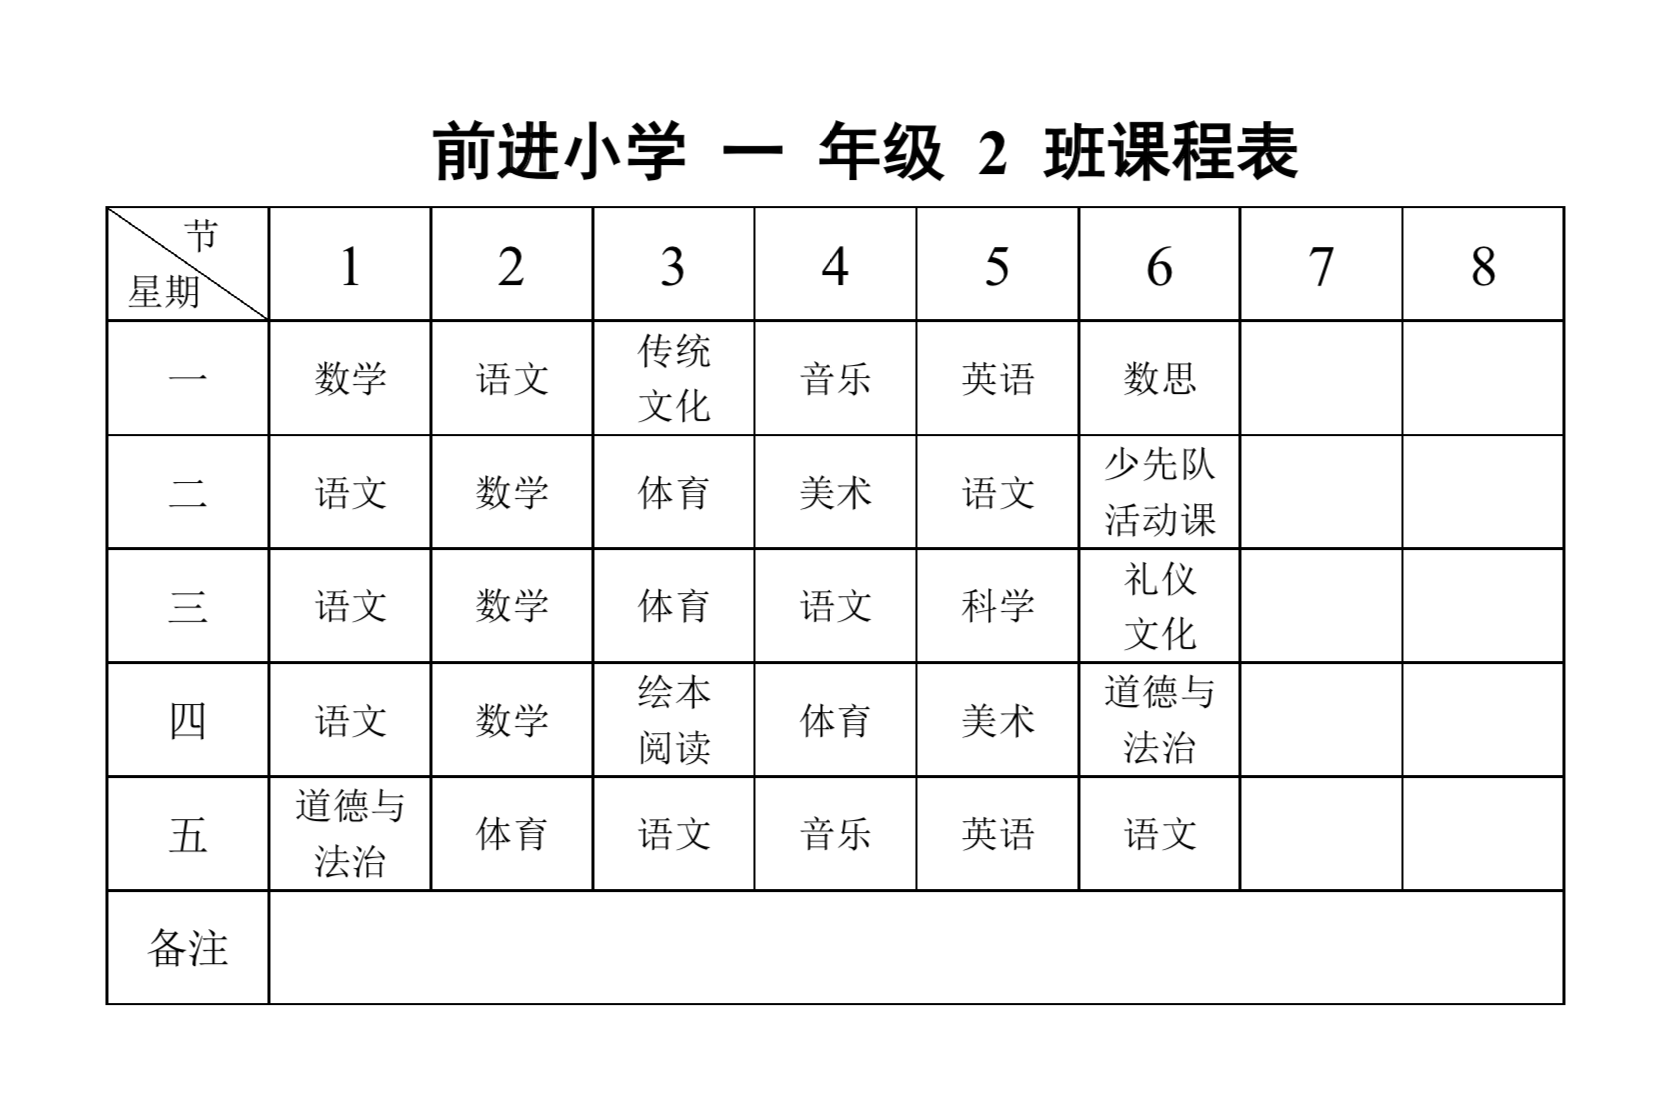 前进小学 一 年级 2 班课程表
节
星期
1 2 3 4 5 6 7 8
一 数学 语文 传统 音乐 英语 数思
文化
二 语文 数学 体育 美术 语文 少先队
活动课
三 语文 数学 体育 语文 科学 礼仪
文化
四 语文 数学 绘本 体育 美术 道德与
阅读 法治
五 道德与 体育 语文 音乐 英语 语文
法治
备注